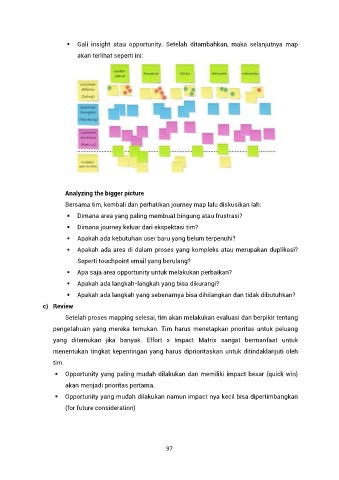 ▪ Gali insight atau opportunity. Setelah ditambahkan, maka selanjutnya map
akan terlihat seperti ini:
Analyzing the bigger picture
Bersama tim, kembali dan perhatikan journey map lalu diskusikan lah:
▪ Dimana area yang paling membuat bingung atau frustrasi?
▪ Dimana journey keluar dari ekspektasi tim?
▪ Apakah ada kebutuhan user baru yang belum terpenuhi?
▪ Apakah ada area di dalam proses yang kompleks atau merupakan duplikasi?
Seperti touchpoint email yang berulang?
▪ Apa saja area opportunity untuk melakukan perbaikan?
▪ Apakah ada langkah-langkah yang bisa dikurangi?
▪ Apakah ada langkah yang sebenarnya bisa dihilangkan dan tidak dibutuhkan?
c) Review
Setelah proses mapping selesai, tim akan melakukan evaluasi dan berpikir tentang
pengetahuan yang mereka temukan. Tim harus menetapkan prioritas untuk peluang
yang ditemukan jika banyak. Effort x Impact Matrix sangat bermanfaat untuk
menentukan tingkat kepentingan yang harus diprioritaskan untuk ditindaklanjuti oleh
tim.
▪ Opportunity yang paling mudah dilakukan dan memiliki impact besar (quick win)
akan menjadi prioritas pertama.
▪ Opportunity yang mudah dilakukan namun impact nya kecil bisa dipertimbangkan
(for future consideration)
97